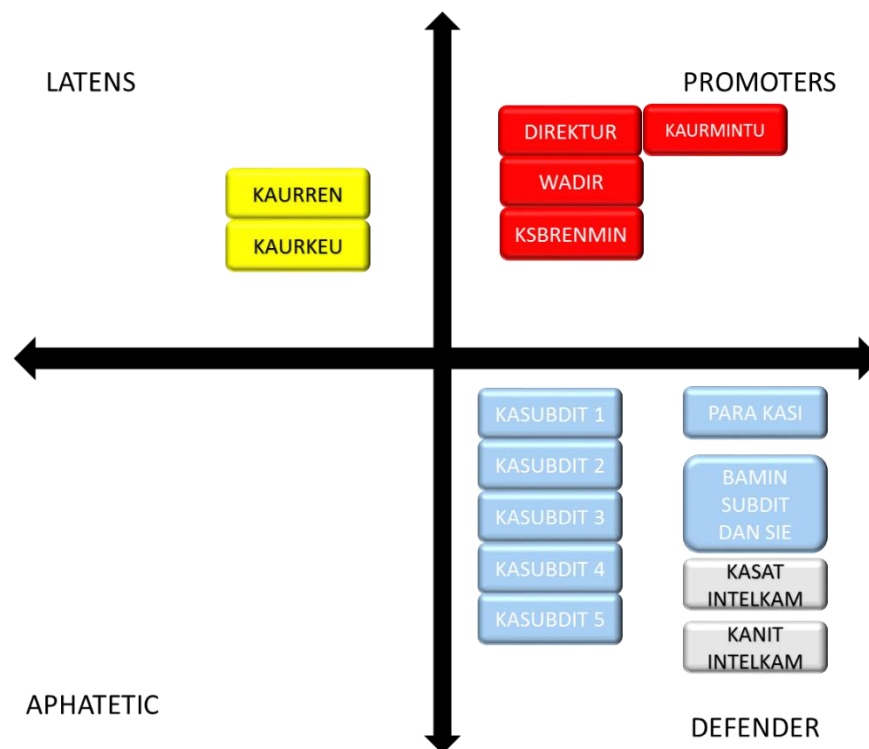 LATENS
PROMOTERS
DIREKTUR
KAURMINTU
WADIR
KSBRENMIN
KAURREN
KAURKEU
KASUBDIT 1
KASUBDIT 2
KASUBDIT 3
KASUBDIT 4
KASUBDIT 5
PARA KASI
BAMIN
SUBDIT
DAN SIE
KASAT
INTELKAM
KANIT
INTELKAM
APHATETIC
DEFENDER